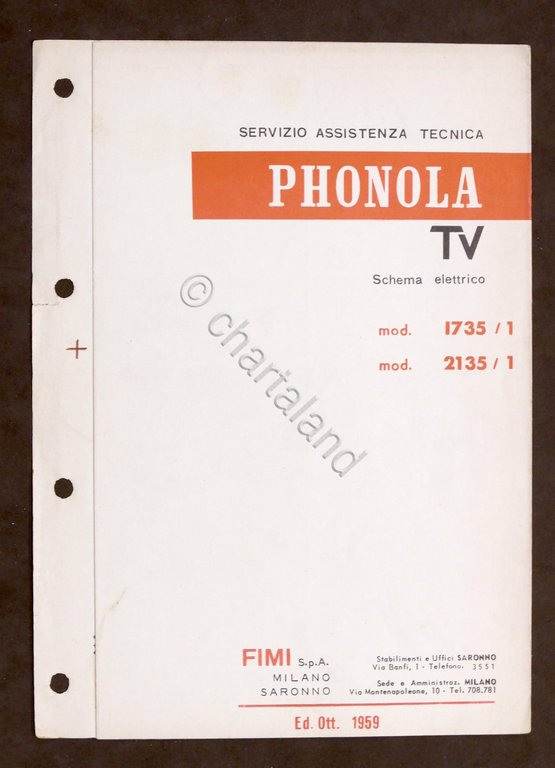 SERVIZIO ASSISTENZA TECNICA
PHONOLA
TV
Schema elettrico
mod. 1735 / 1
mod. 2135 / 1
© chartaland
FIMI S.p.A.
MILANO
SARONNO
Stabilimenti e Uffici SARONNO
Via Banfi, 1 - Telefono. 3551
Sede e Amministraz. MILANO
Via Montenapoleone, 10 - Tel. 708.781
Ed. Ott. 1959